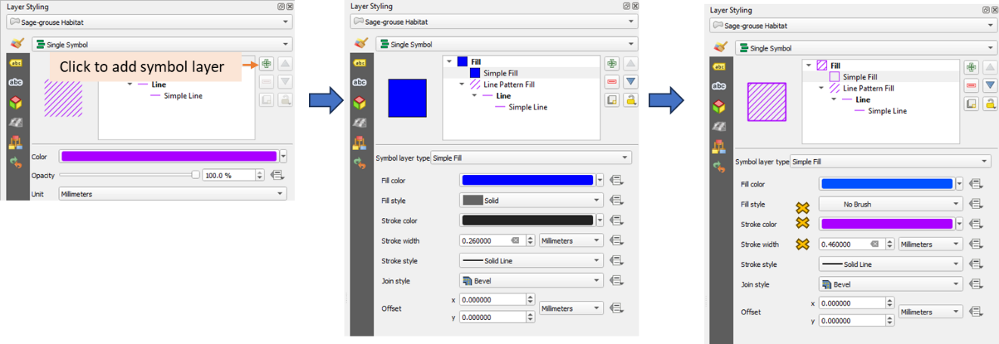 Layer Styling
Sage-grouse Habitat
Single Symbol
Click to add symbol layer
abc
abc
Line
Simple Line
Color
Opacity
100.0 %
Unit
Millimeters
Layer Styling
Sage-grouse Habitat
Single Symbol
abc
abc
Fill
Simple Fill
Line Pattern Fill
Line
Simple Line
Symbol layer type Simple Fill
Fill color
Fill style Solid
Stroke color
Stroke width 0.260000 Millimeters
Stroke style Solid Line
Join style Bevel
x 0.000000
Offset Millimeters
y 0.000000
Layer Styling
Sage-grouse Habitat
Single Symbol
abc
abc
Fill
Simple Fill
Line Pattern Fill
Line
Simple Line
Symbol layer type Simple Fill
Fill color
Fill style No Brush
Stroke color
Stroke width 0.460000 Millimeters
Stroke style Solid Line
Join style Bevel
x 0.000000
Offset Millimeters
y 0.000000